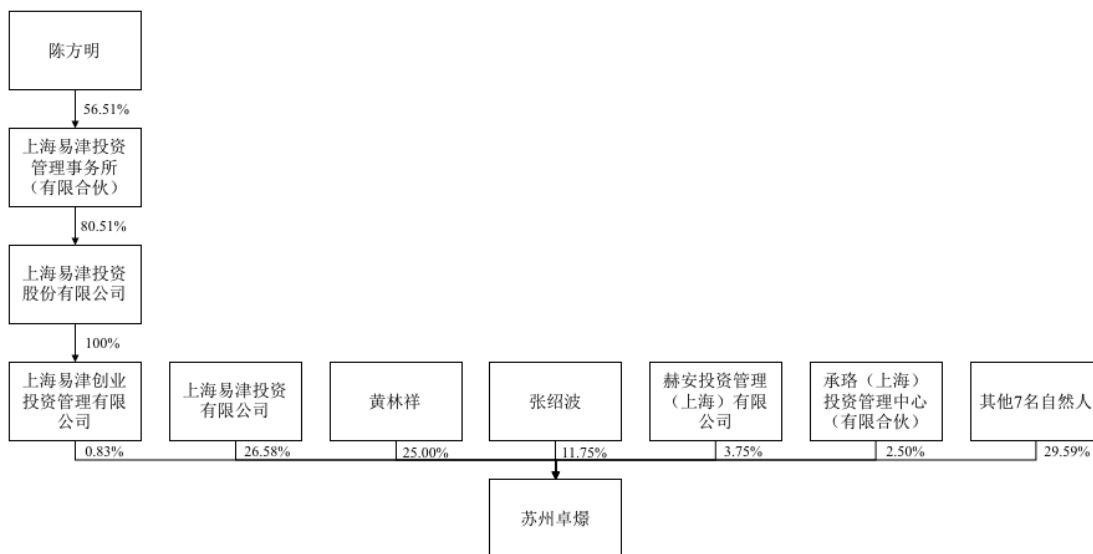 陈方明
56.51%
上海易津投资
管理事务所
（有限合伙）
80.51%
上海易津投资
股份有限公司
100%
上海易津创业
投资管理有限
公司
上海易津投资
有限公司
黄林祥
张绍波
赫安投资管理
（上海）有限
公司
承珞（上海）
投资管理中心
（有限合伙）
其他7名自然人
0.83%
26.58%
25.00%
11.75%
3.75%
2.50%
29.59%
苏州卓燝